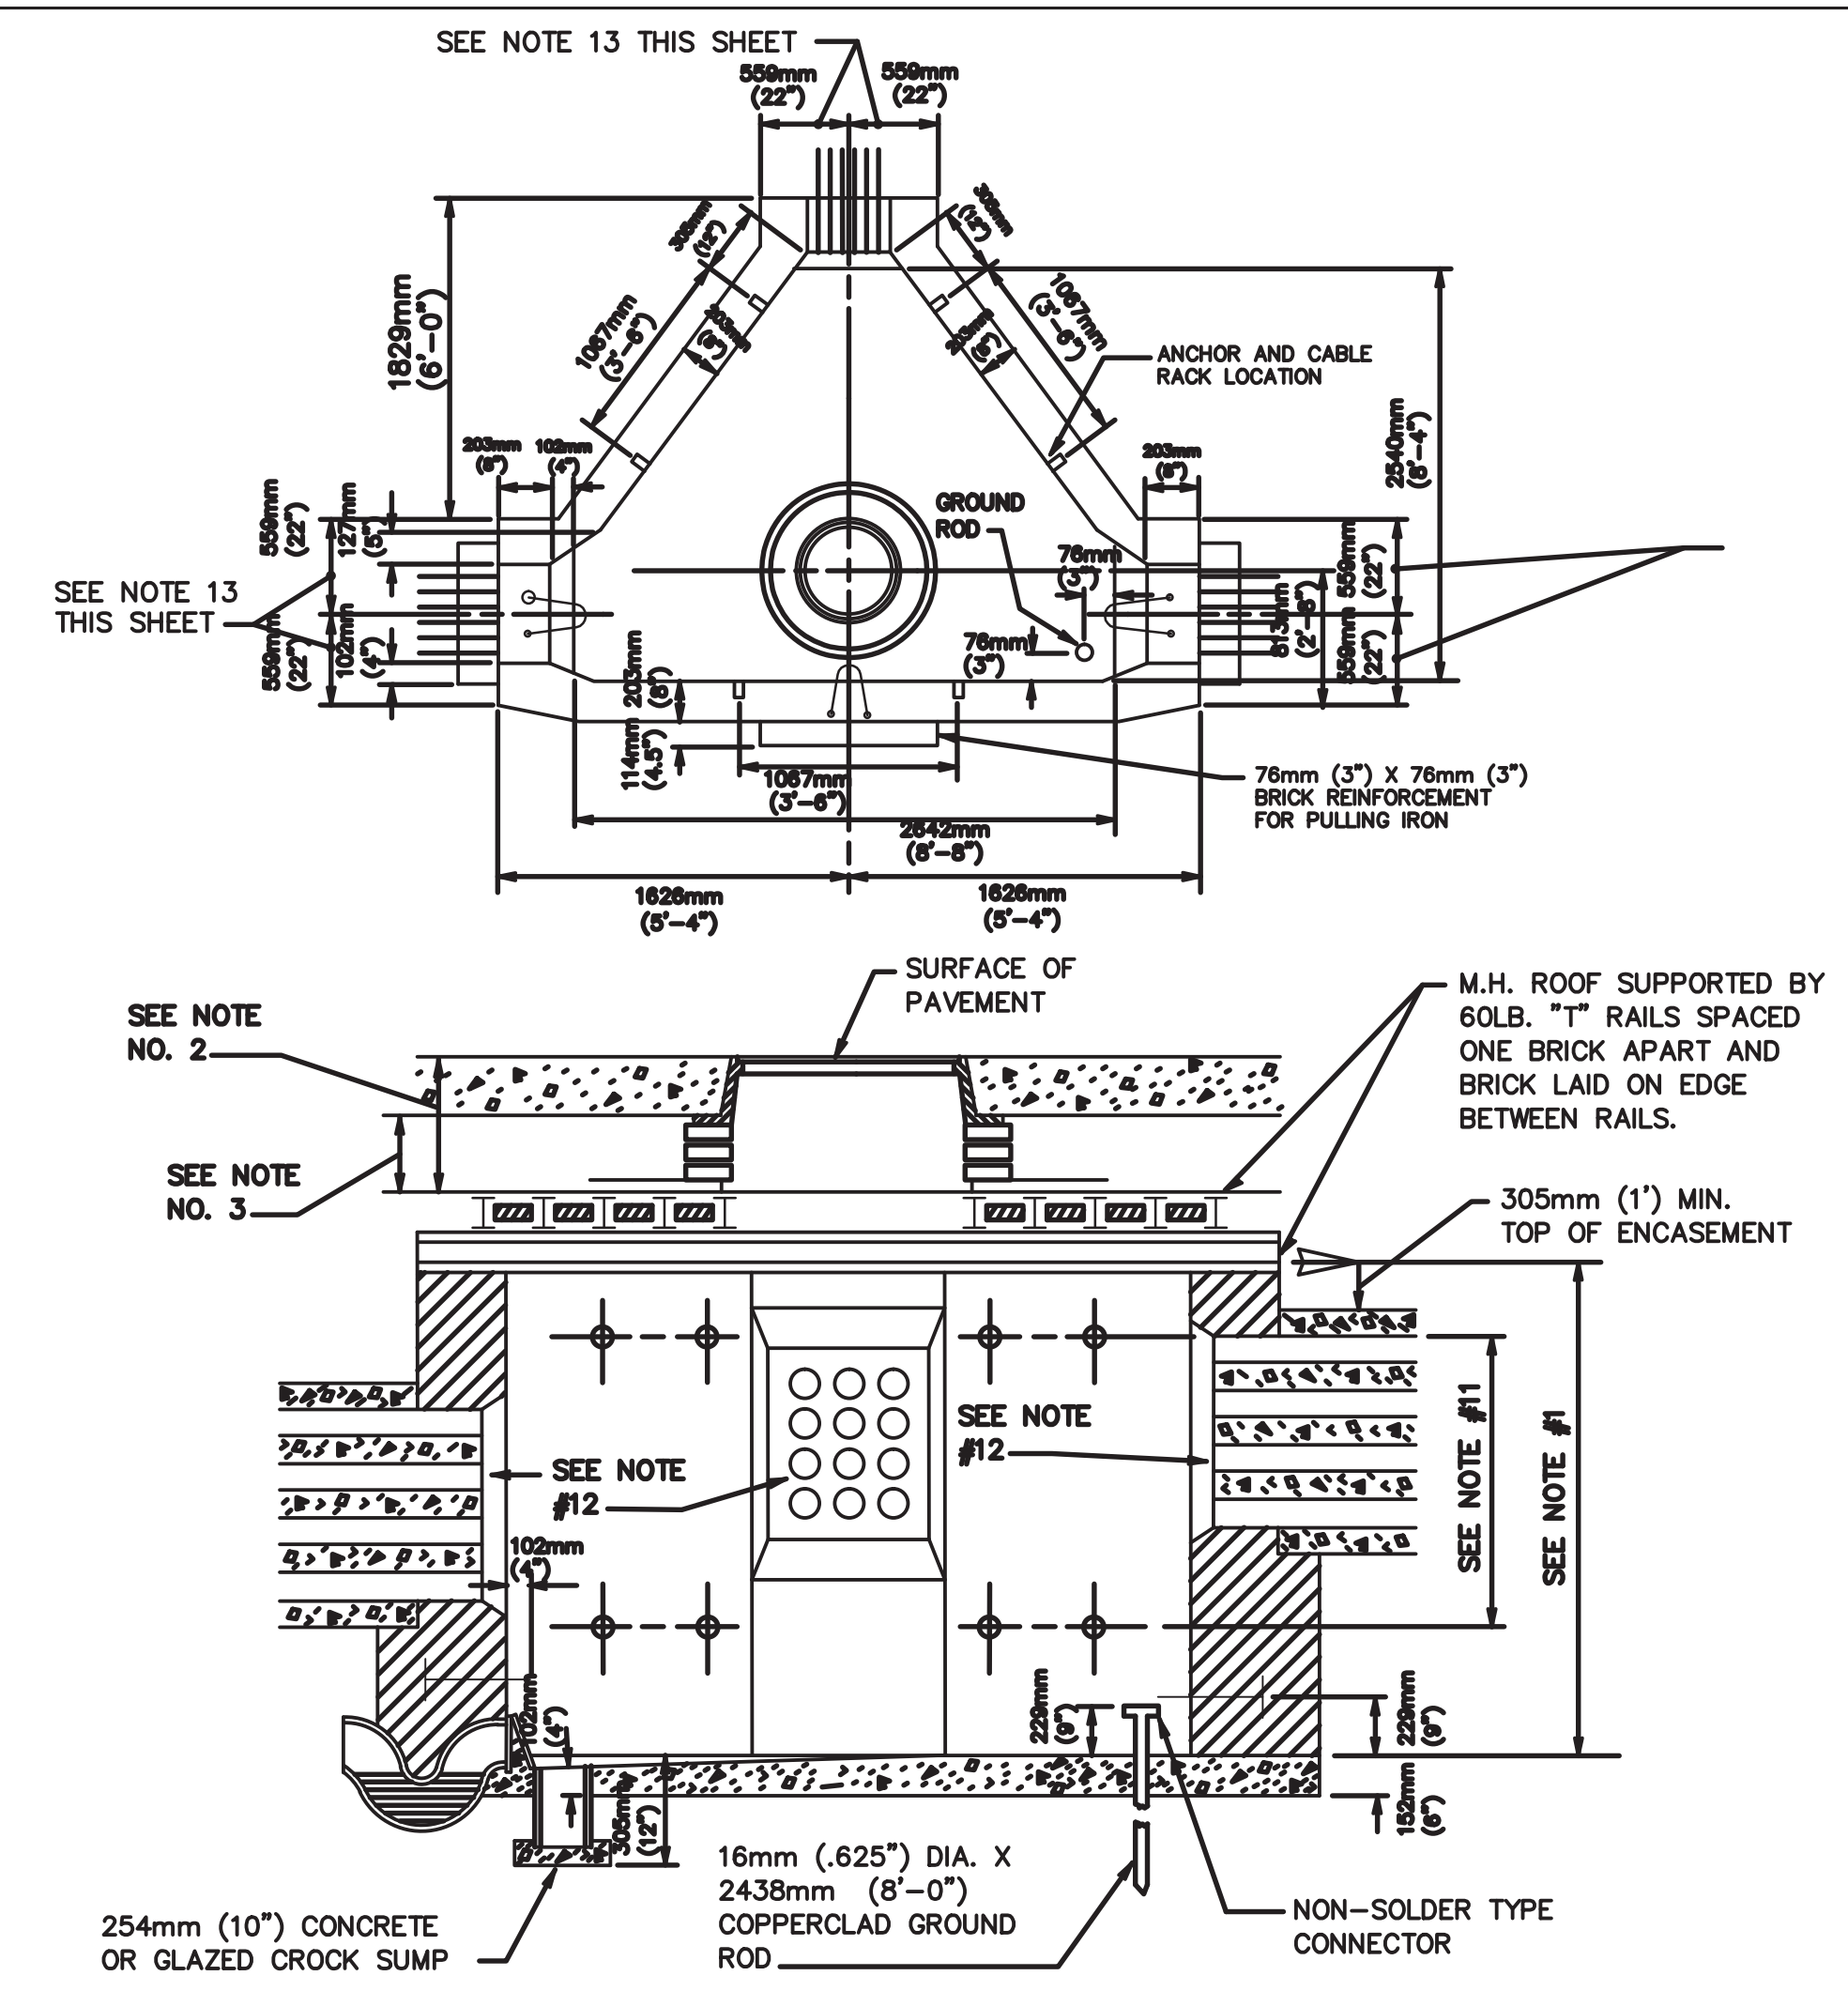 SEE NOTE 13 THIS SHEET
559mm
(22")
559mm
(22")
305mm
(12")
305mm
(12")
1829mm
(6'-0")
1067mm
(3'-6")
203mm
(8")
203mm
(8")
1067mm
(3'-6")
ANCHOR AND CABLE
RACK LOCATION
2540mm
(8'-4")
203mm
(8")
102mm
(4")
203mm
(8")
559mm
(22")
127mm
(5")
GROUND
ROD
76mm
(3")
559mm
(22")
SEE NOTE 13
THIS SHEET
559mm
(22")
102mm
(4")
203mm
(8")
76mm
(3")
813mm
(2'-8")
559mm
(22")
114mm
(4.5")
1067mm
(3'-6")
76mm (3") X 76mm (3")
BRICK REINFORCEMENT
FOR PULLING IRON
2642mm
(8'-8")
1626mm
(5'-4")
1626mm
(5'-4")
SURFACE OF
PAVEMENT
SEE NOTE
NO. 2
M.H. ROOF SUPPORTED BY
60LB. "T" RAILS SPACED
ONE BRICK APART AND
BRICK LAID ON EDGE
BETWEEN RAILS.
SEE NOTE
NO. 3
305mm (1') MIN.
TOP OF ENCASEMENT
SEE NOTE
#12
SEE NOTE
#12
SEE NOTE #11
SEE NOTE #1
102mm
(4")
102mm
(4")
229mm
(9")
229mm
(9")
305mm
(12")
152mm
(6")
16mm (.625") DIA. X
2438mm (8'-0")
COPPERCLAD GROUND
ROD
NON-SOLDER TYPE
CONNECTOR
254mm (10") CONCRETE
OR GLAZED CROCK SUMP